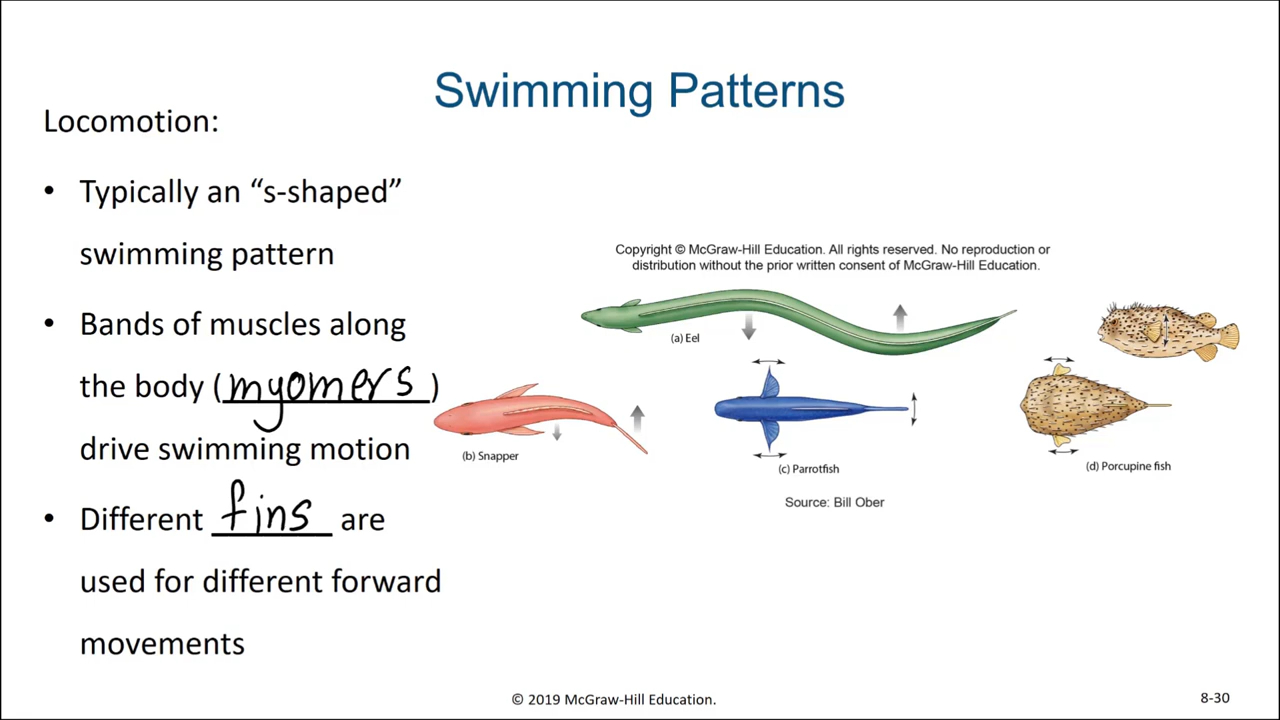 Swimming Patterns
Locomotion:
• Typically an “s-shaped”
swimming pattern
• Bands of muscles along
the body (myomers)
drive swimming motion
• Different fins are
used for different forward
movements
Copyright © McGraw-Hill Education. All rights reserved. No reproduction or
distribution without the prior written consent of McGraw-Hill Education.
(a) Eel
(b) Snapper
(c) Parrotfish
(d) Porcupine fish
Source: Bill Ober
© 2019 McGraw-Hill Education.
8-30